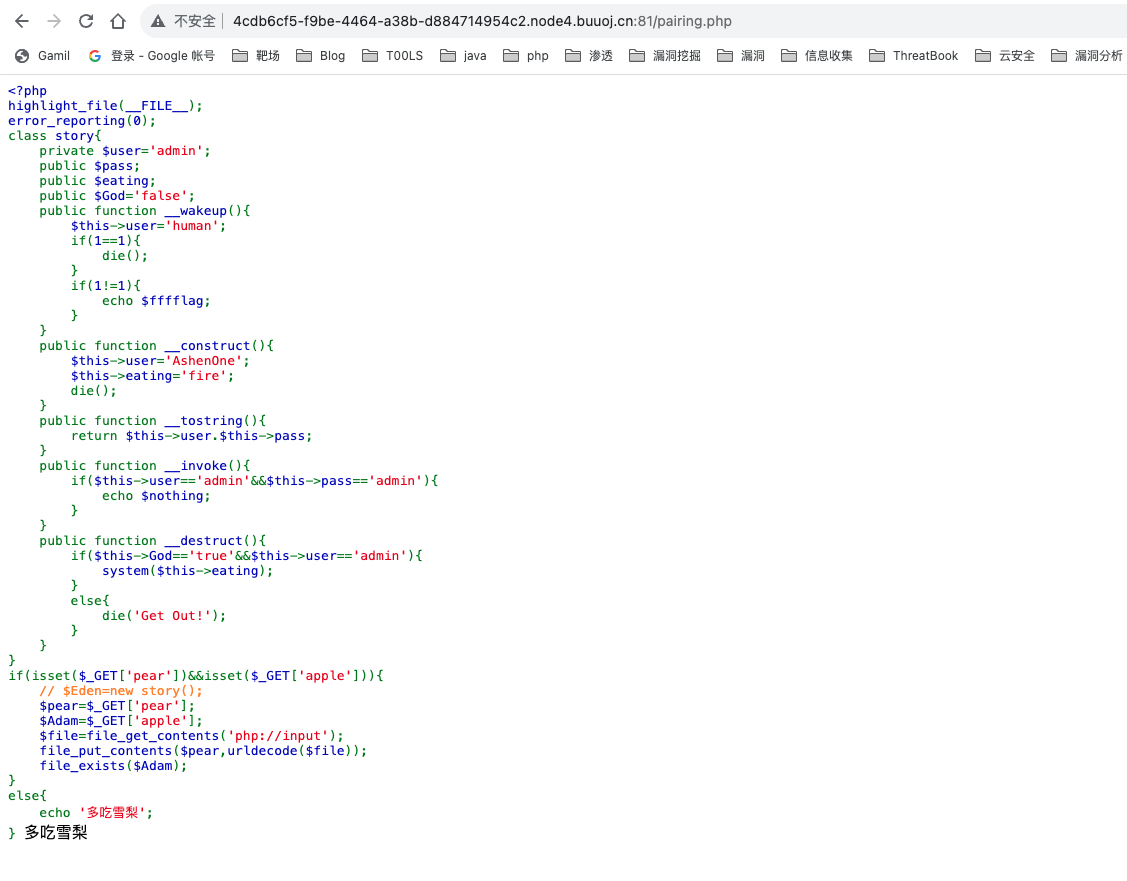 不安全 4cdb6cf5-f9be-4464-a38b-d884714954c2.node4.buuoj.cn:81/pairing.php
Gamil 登录 - Google 帐号 靶场 Blog T00LS java php 渗透 漏洞挖掘 漏洞 信息收集 ThreatBook 云安全 漏洞分析
<?php
highlight_file(__FILE__);
error_reporting(0);
class story{
    private $user='admin';
    public $pass;
    public $eating;
    public $God='false';
    public function __wakeup(){
        $this->user='human';
        if(1==1){
            die();
        }
        if(1!=1){
            echo $fffflag;
        }
    }
    public function __construct(){
        $this->user='AshenOne';
        $this->eating='fire';
        die();
    }
    public function __tostring(){
        return $this->user.$this->pass;
    }
    public function __invoke(){
        if($this->user=='admin'&&$this->pass=='admin'){
            echo $nothing;
        }
    }
    public function __destruct(){
        if($this->God=='true'&&$this->user=='admin'){
            system($this->eating);
        }
        else{
            die('Get Out!');
        }
    }
}
if(isset($_GET['pear'])&&isset($_GET['apple'])){
    // $Eden=new story();
    $pear=$_GET['pear'];
    $Adam=$_GET['apple'];
    $file=file_get_contents('php://input');
    file_put_contents($pear,urldecode($file));
    file_exists($Adam);
}
else{
    echo '多吃雪梨';
} 多吃雪梨